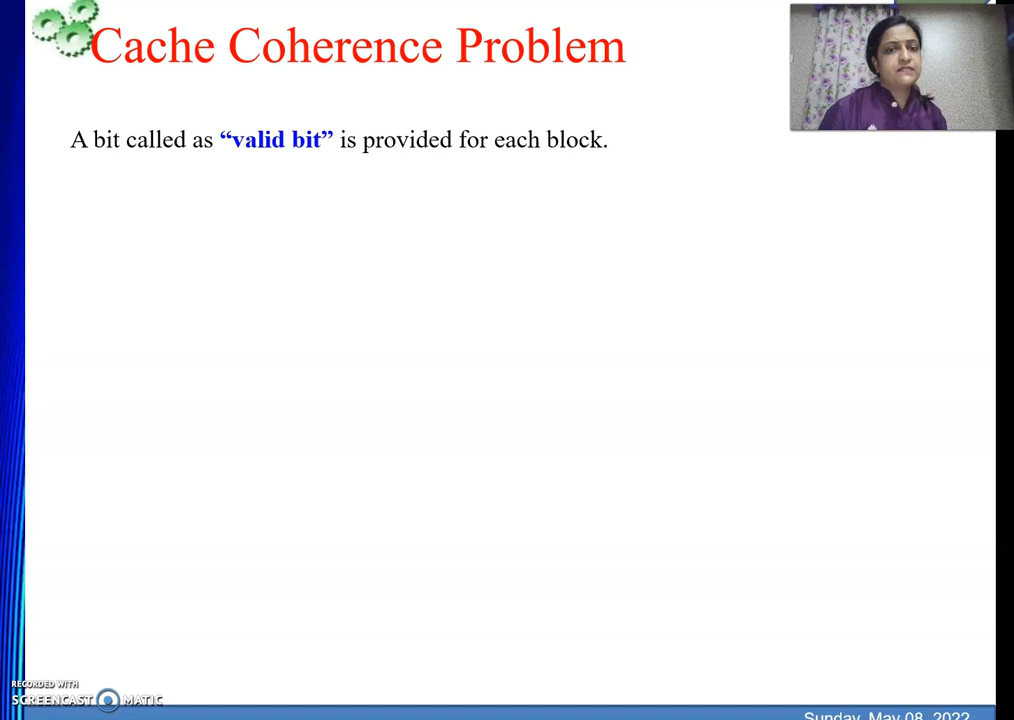 Cache Coherence Problem
A bit called as “valid bit” is provided for each block.
RECORDED WITH
SCREENCAST MATIC
Sunday, May 08, 2022